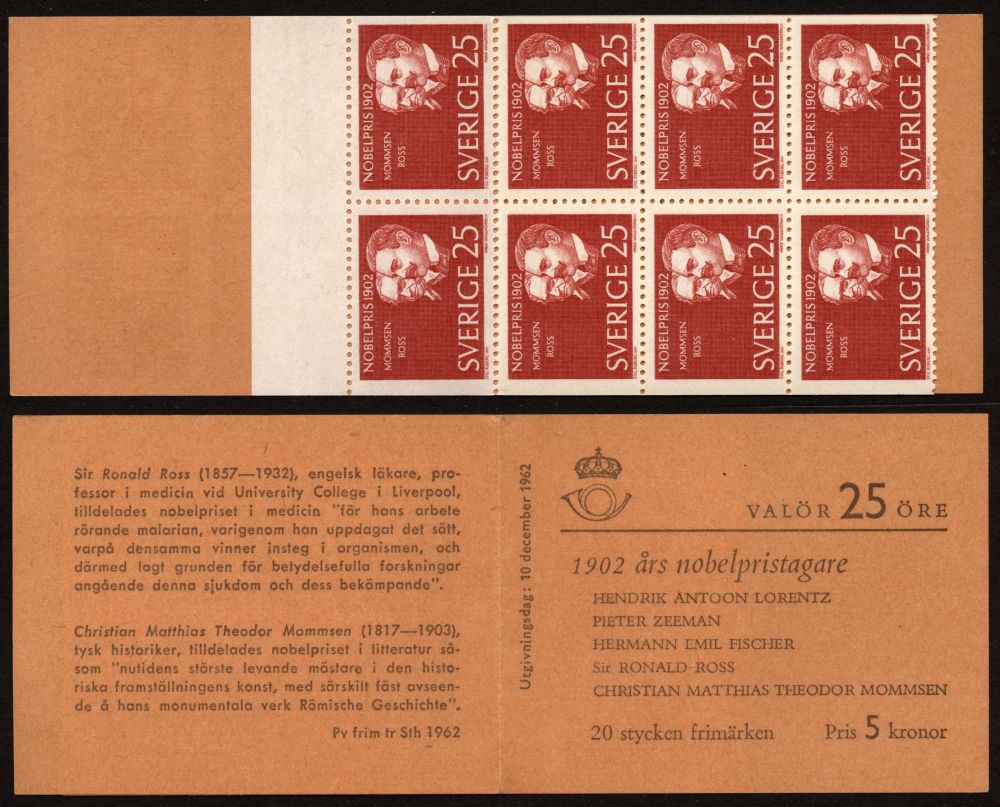 NOBELPRIS 1902
MOMMSEN
ROSS
SVERIGE 25
NOBELPRIS 1902
MOMMSEN
ROSS
SVERIGE 25
NOBELPRIS 1902
MOMMSEN
ROSS
SVERIGE 25
NOBELPRIS 1902
MOMMSEN
ROSS
SVERIGE 25
NOBELPRIS 1902
MOMMSEN
ROSS
SVERIGE 25
NOBELPRIS 1902
MOMMSEN
ROSS
SVERIGE 25
NOBELPRIS 1902
MOMMSEN
ROSS
SVERIGE 25
NOBELPRIS 1902
MOMMSEN
ROSS
SVERIGE 25
Sir Ronald Ross (1857—1932), engelsk läkare, pro-
fessor i medicin vid University College i Liverpool,
tilldelades nobelpriset i medicin "för hans arbete
rörande malarian, varigenom han uppdagat det sätt,
varpå densamma vinner insteg i organismen, och
därmed lagt grunden för betydelsefulla forskningar
angående denna sjukdom och dess bekämpande".
Christian Matthias Theodor Mommsen (1817—1903),
tysk historiker, tilldelades nobelpriset i litteratur så-
som "nutidens störste levande mästare i den histo-
riska framställningens konst, med särskilt fäst avseen-
de å hans monumentala verk Römische Geschichte".
Pv frim tr Sth 1962
Utgivningsdag: 10 december 1962
VALÖR 25 ÖRE
1902 års nobelpristagare
HENDRIK ANTOON LORENTZ
PIETER ZEEMAN
HERMANN EMIL FISCHER
Sir RONALD ROSS
CHRISTIAN MATTHIAS THEODOR MOMMSEN
20 stycken frimärken Pris 5 kronor